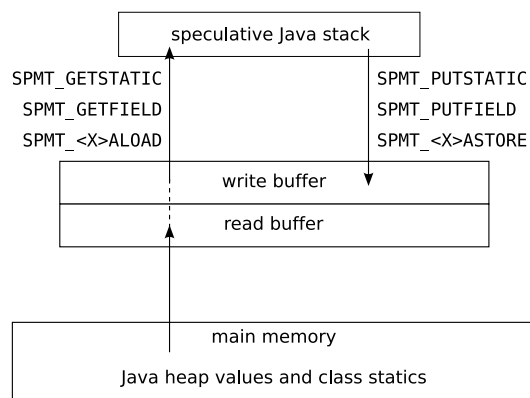 speculative Java stack
SPMT_GETSTATIC
SPMT_GETFIELD
SPMT_<X>ALOAD
SPMT_PUTSTATIC
SPMT_PUTFIELD
SPMT_<X>ASTORE
write buffer
read buffer
main memory
Java heap values and class statics